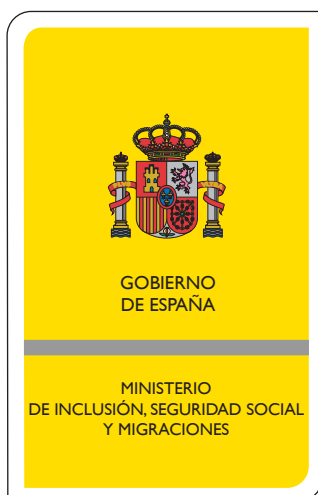 GOBIERNO
DE ESPAÑA
MINISTERIO
DE INCLUSIÓN, SEGURIDAD SOCIAL
Y MIGRACIONES